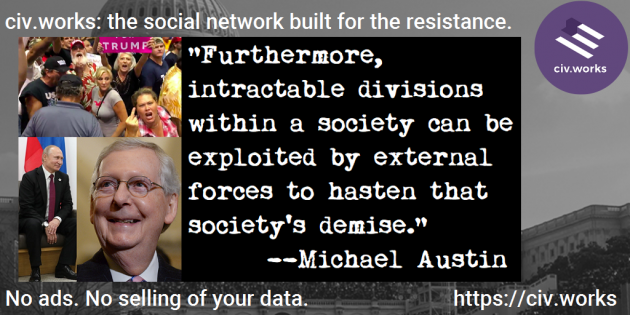 civ.works: the social network built for the resistance.
TRUMP
civ.works
"Furthermore,
intractable divisions
within a society can be
exploited by external
forces to hasten that
society's demise."
--Michael Austin
No ads. No selling of your data.
https://civ.works